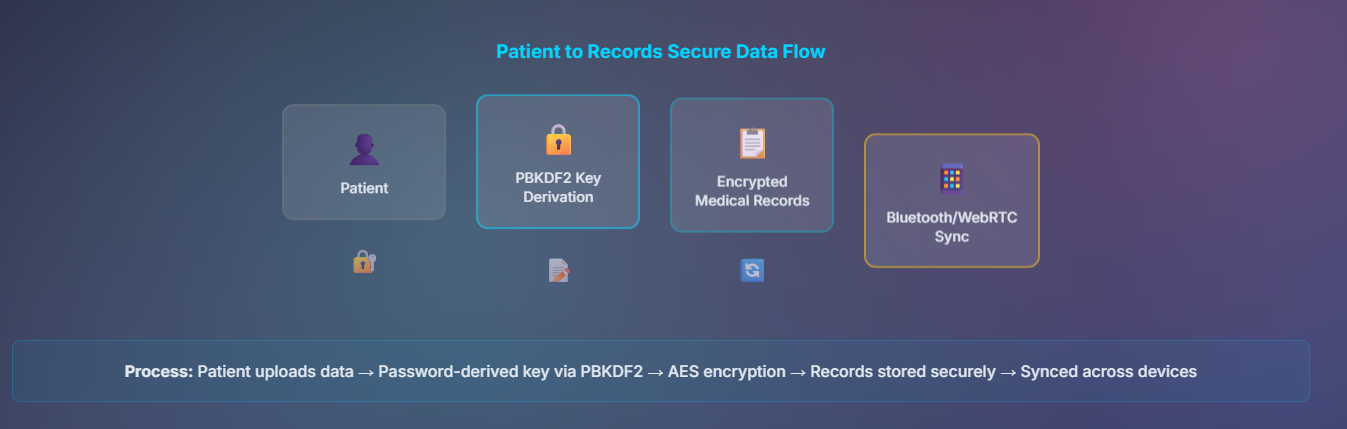 Patient to Records Secure Data Flow
Patient
PBKDF2 Key
Derivation
Encrypted
Medical Records
Bluetooth/WebRTC
Sync
Process: Patient uploads data → Password-derived key via PBKDF2 → AES encryption → Records stored securely → Synced across devices